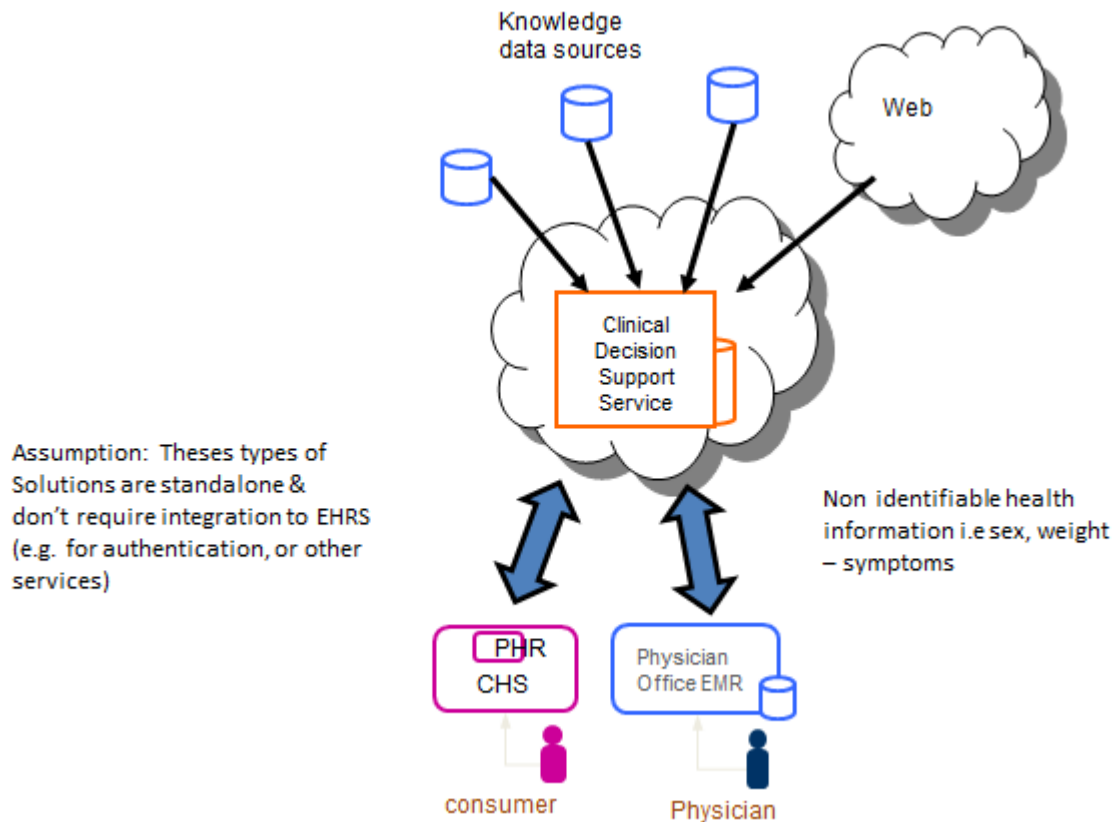 Knowledge
data sources
Web
Clinical
Decision
Support
Service
Assumption:  Theses types of
Solutions are standalone &
don't require integration to EHRS
(e.g.  for authentication, or other
services)
Non  identifiable health
information i.e sex, weight
– symptoms
PHR
CHS
Physician
Office EMR
consumer
Physician